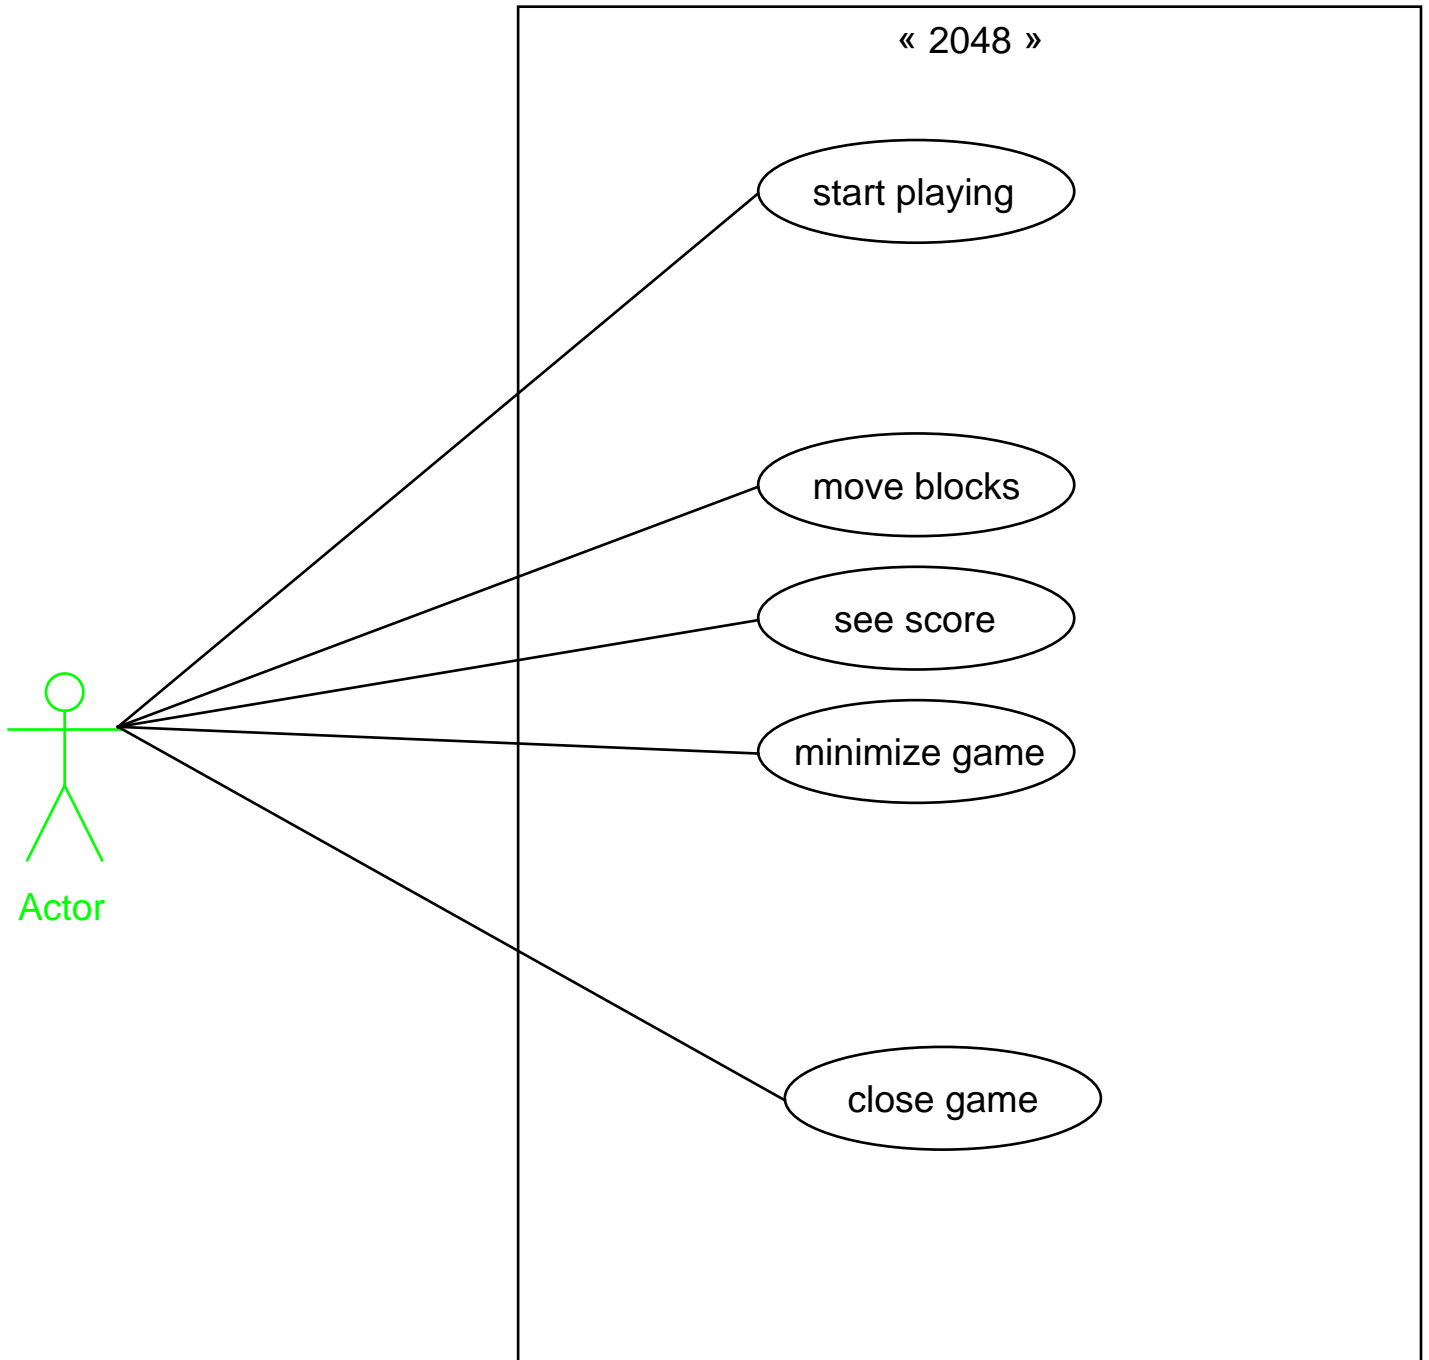 « 2048 »
start playing
move blocks
see score
minimize game
Actor
close game